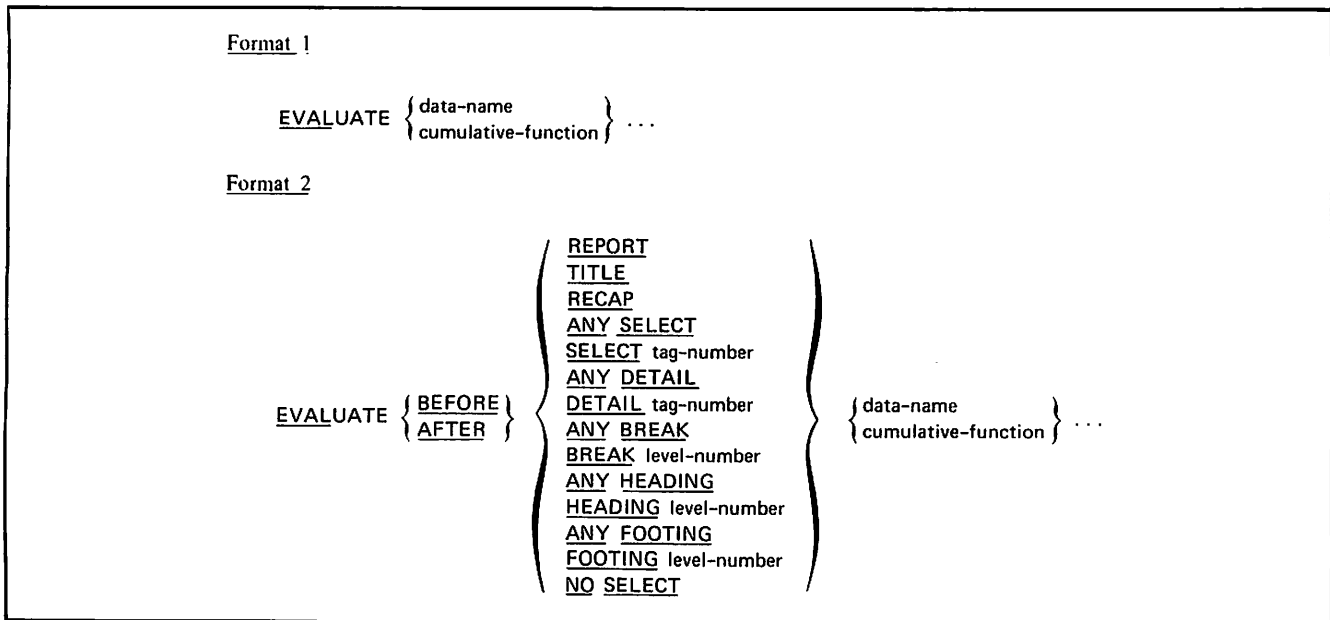 Format 1
EVALUATE { data-name
cumulative-function } ...
Format 2
EVALUATE { BEFORE
AFTER }
REPORT
TITLE
RECAP
ANY SELECT
SELECT tag-number
ANY DETAIL
DETAIL tag-number
ANY BREAK
BREAK level-number
ANY HEADING
HEADING level-number
ANY FOOTING
FOOTING level-number
NO SELECT
{ data-name
cumulative-function } ...